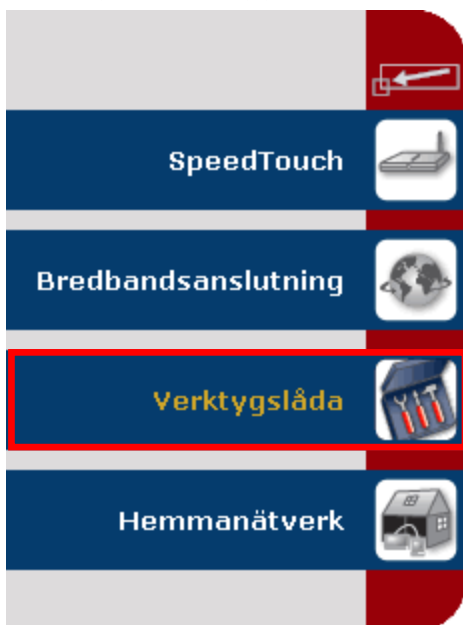 SpeedTouch
Bredbandsanslutning
Verktygslåda
Hemmanätverk